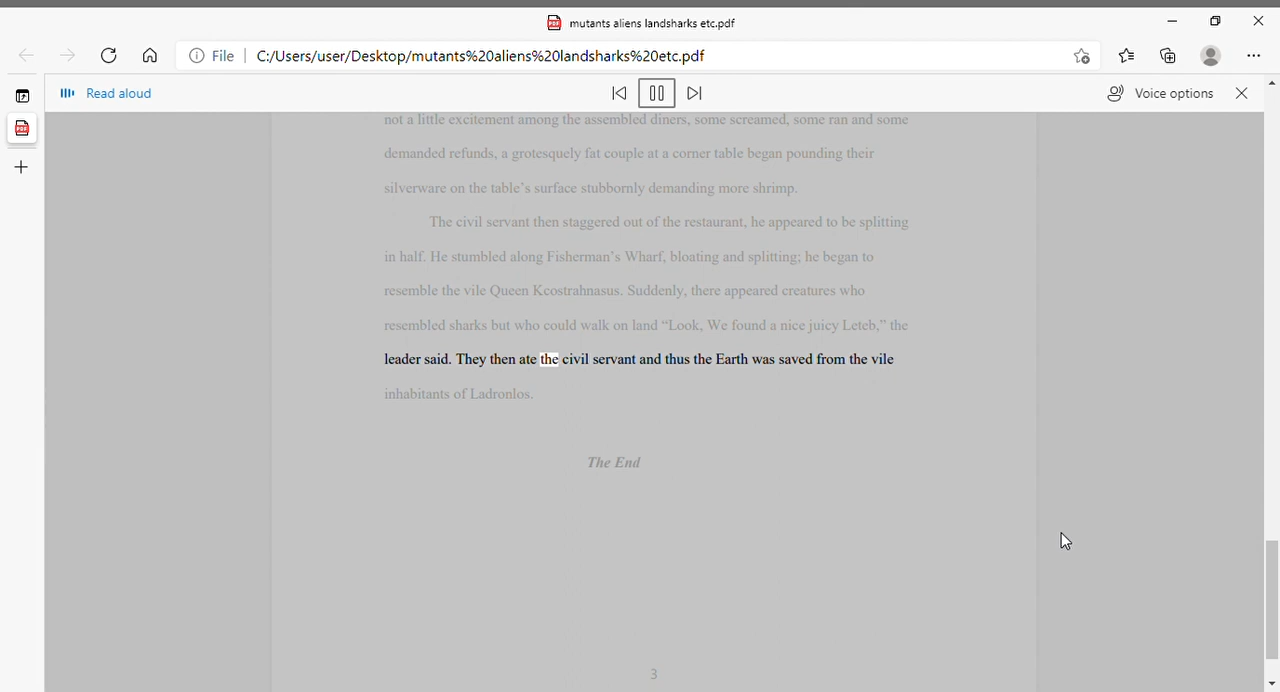 mutants aliens landsharks etc.pdf
File C:/Users/user/Desktop/mutants%20aliens%20landsharks%20etc.pdf
Read aloud Voice options
not a little excitement among the assembled diners, some screamed, some ran and some
demanded refunds, a grotesquely fat couple at a corner table began pounding their
silverware on the table's surface stubbornly demanding more shrimp.
The civil servant then staggered out of the restaurant, he appeared to be splitting
in half. He stumbled along Fisherman's Wharf, bloating and splitting; he began to
resemble the vile Queen Kcostrahnasus. Suddenly, there appeared creatures who
resembled sharks but who could walk on land “Look, We found a nice juicy Leteb,” the
leader said. They then ate the civil servant and thus the Earth was saved from the vile
inhabitants of Ladronlos.
The End
3